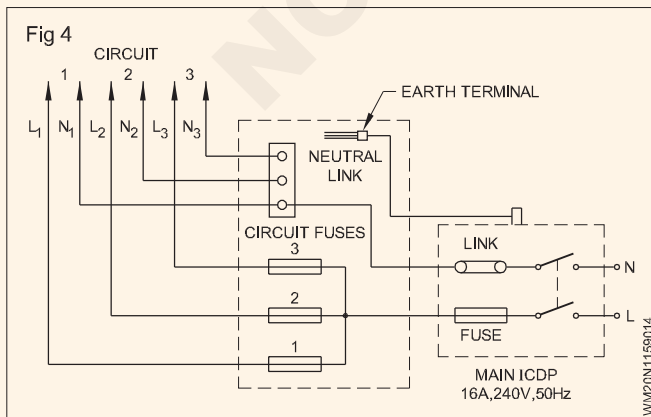 Fig 4
CIRCUIT
1 2 3
L1 N1 L2 N2 L3 N3
EARTH TERMINAL
NEUTRAL
LINK
CIRCUIT FUSES
3
2
1
LINK
N
FUSE
L
MAIN ICDP
16A,240V,50Hz
WM20N1159014
NO